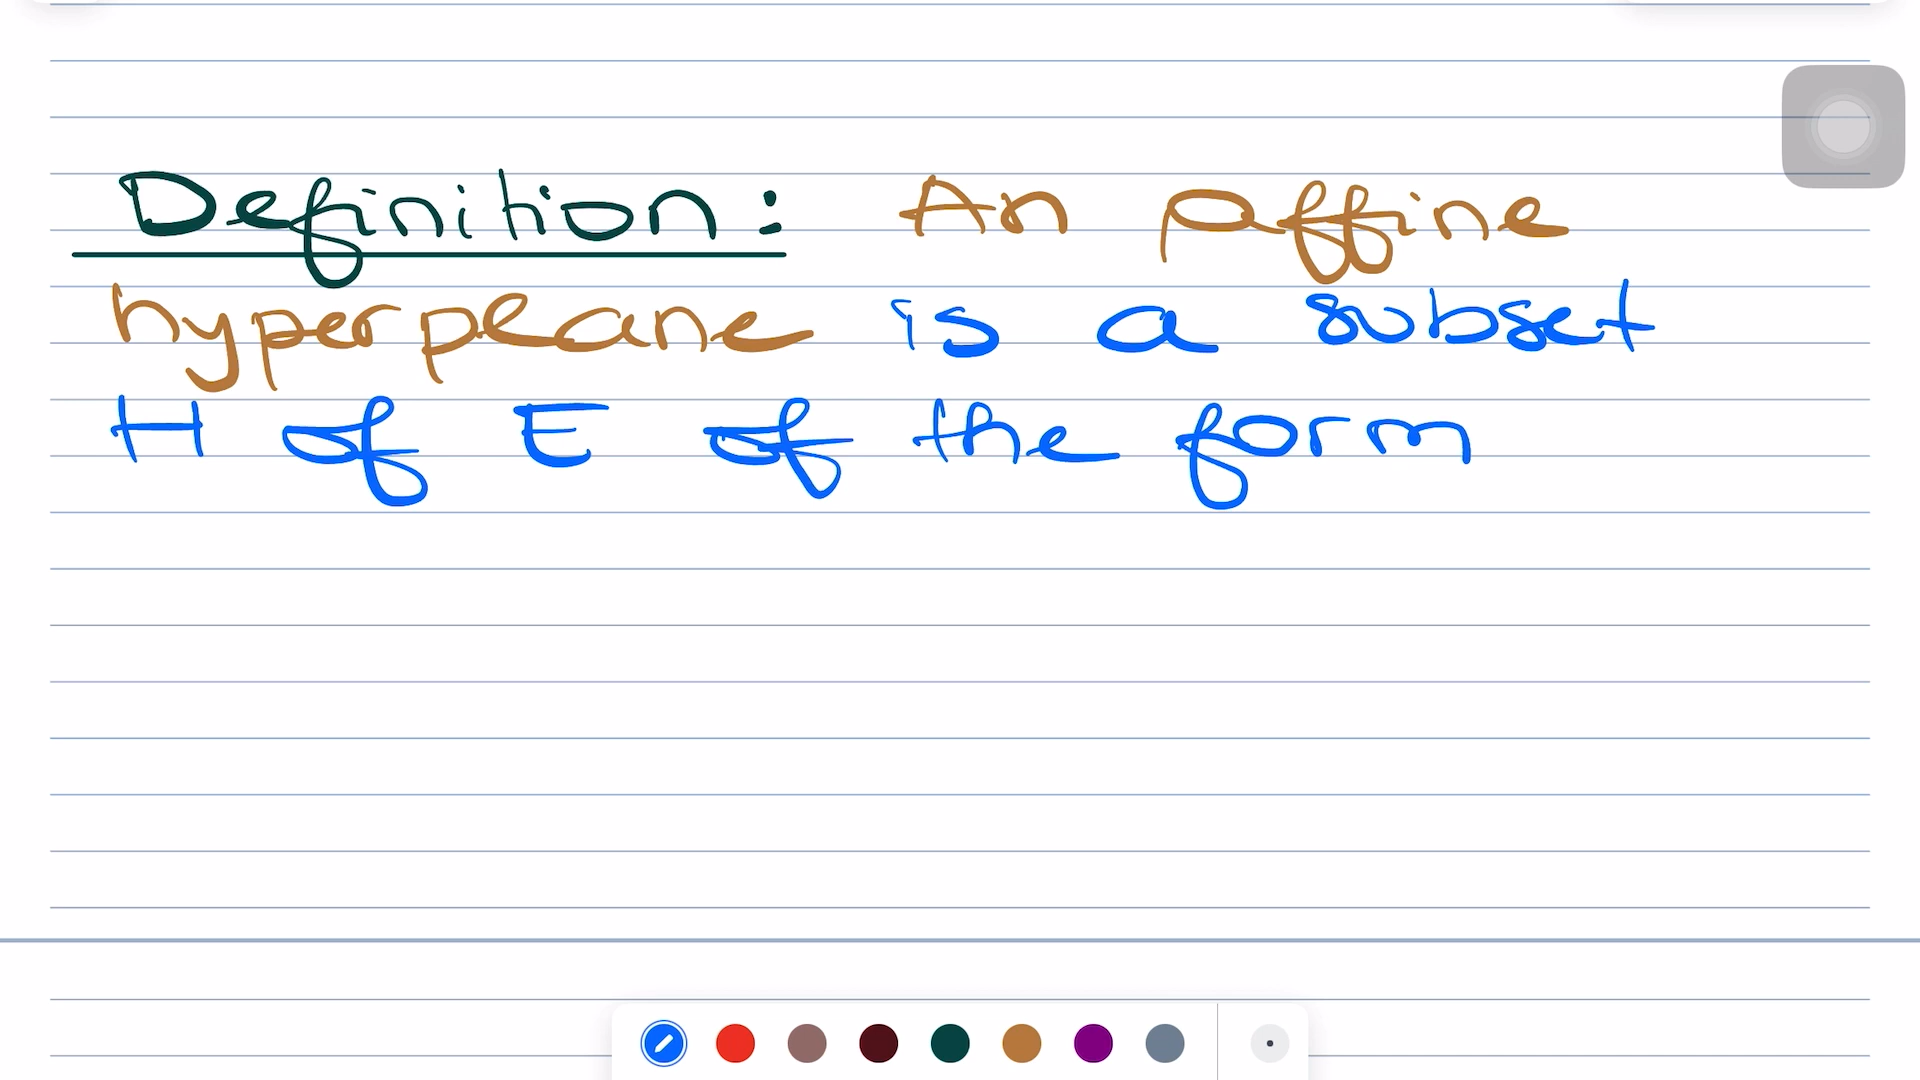 Definition: An affine
hyperplane is a subset
H of E of the form